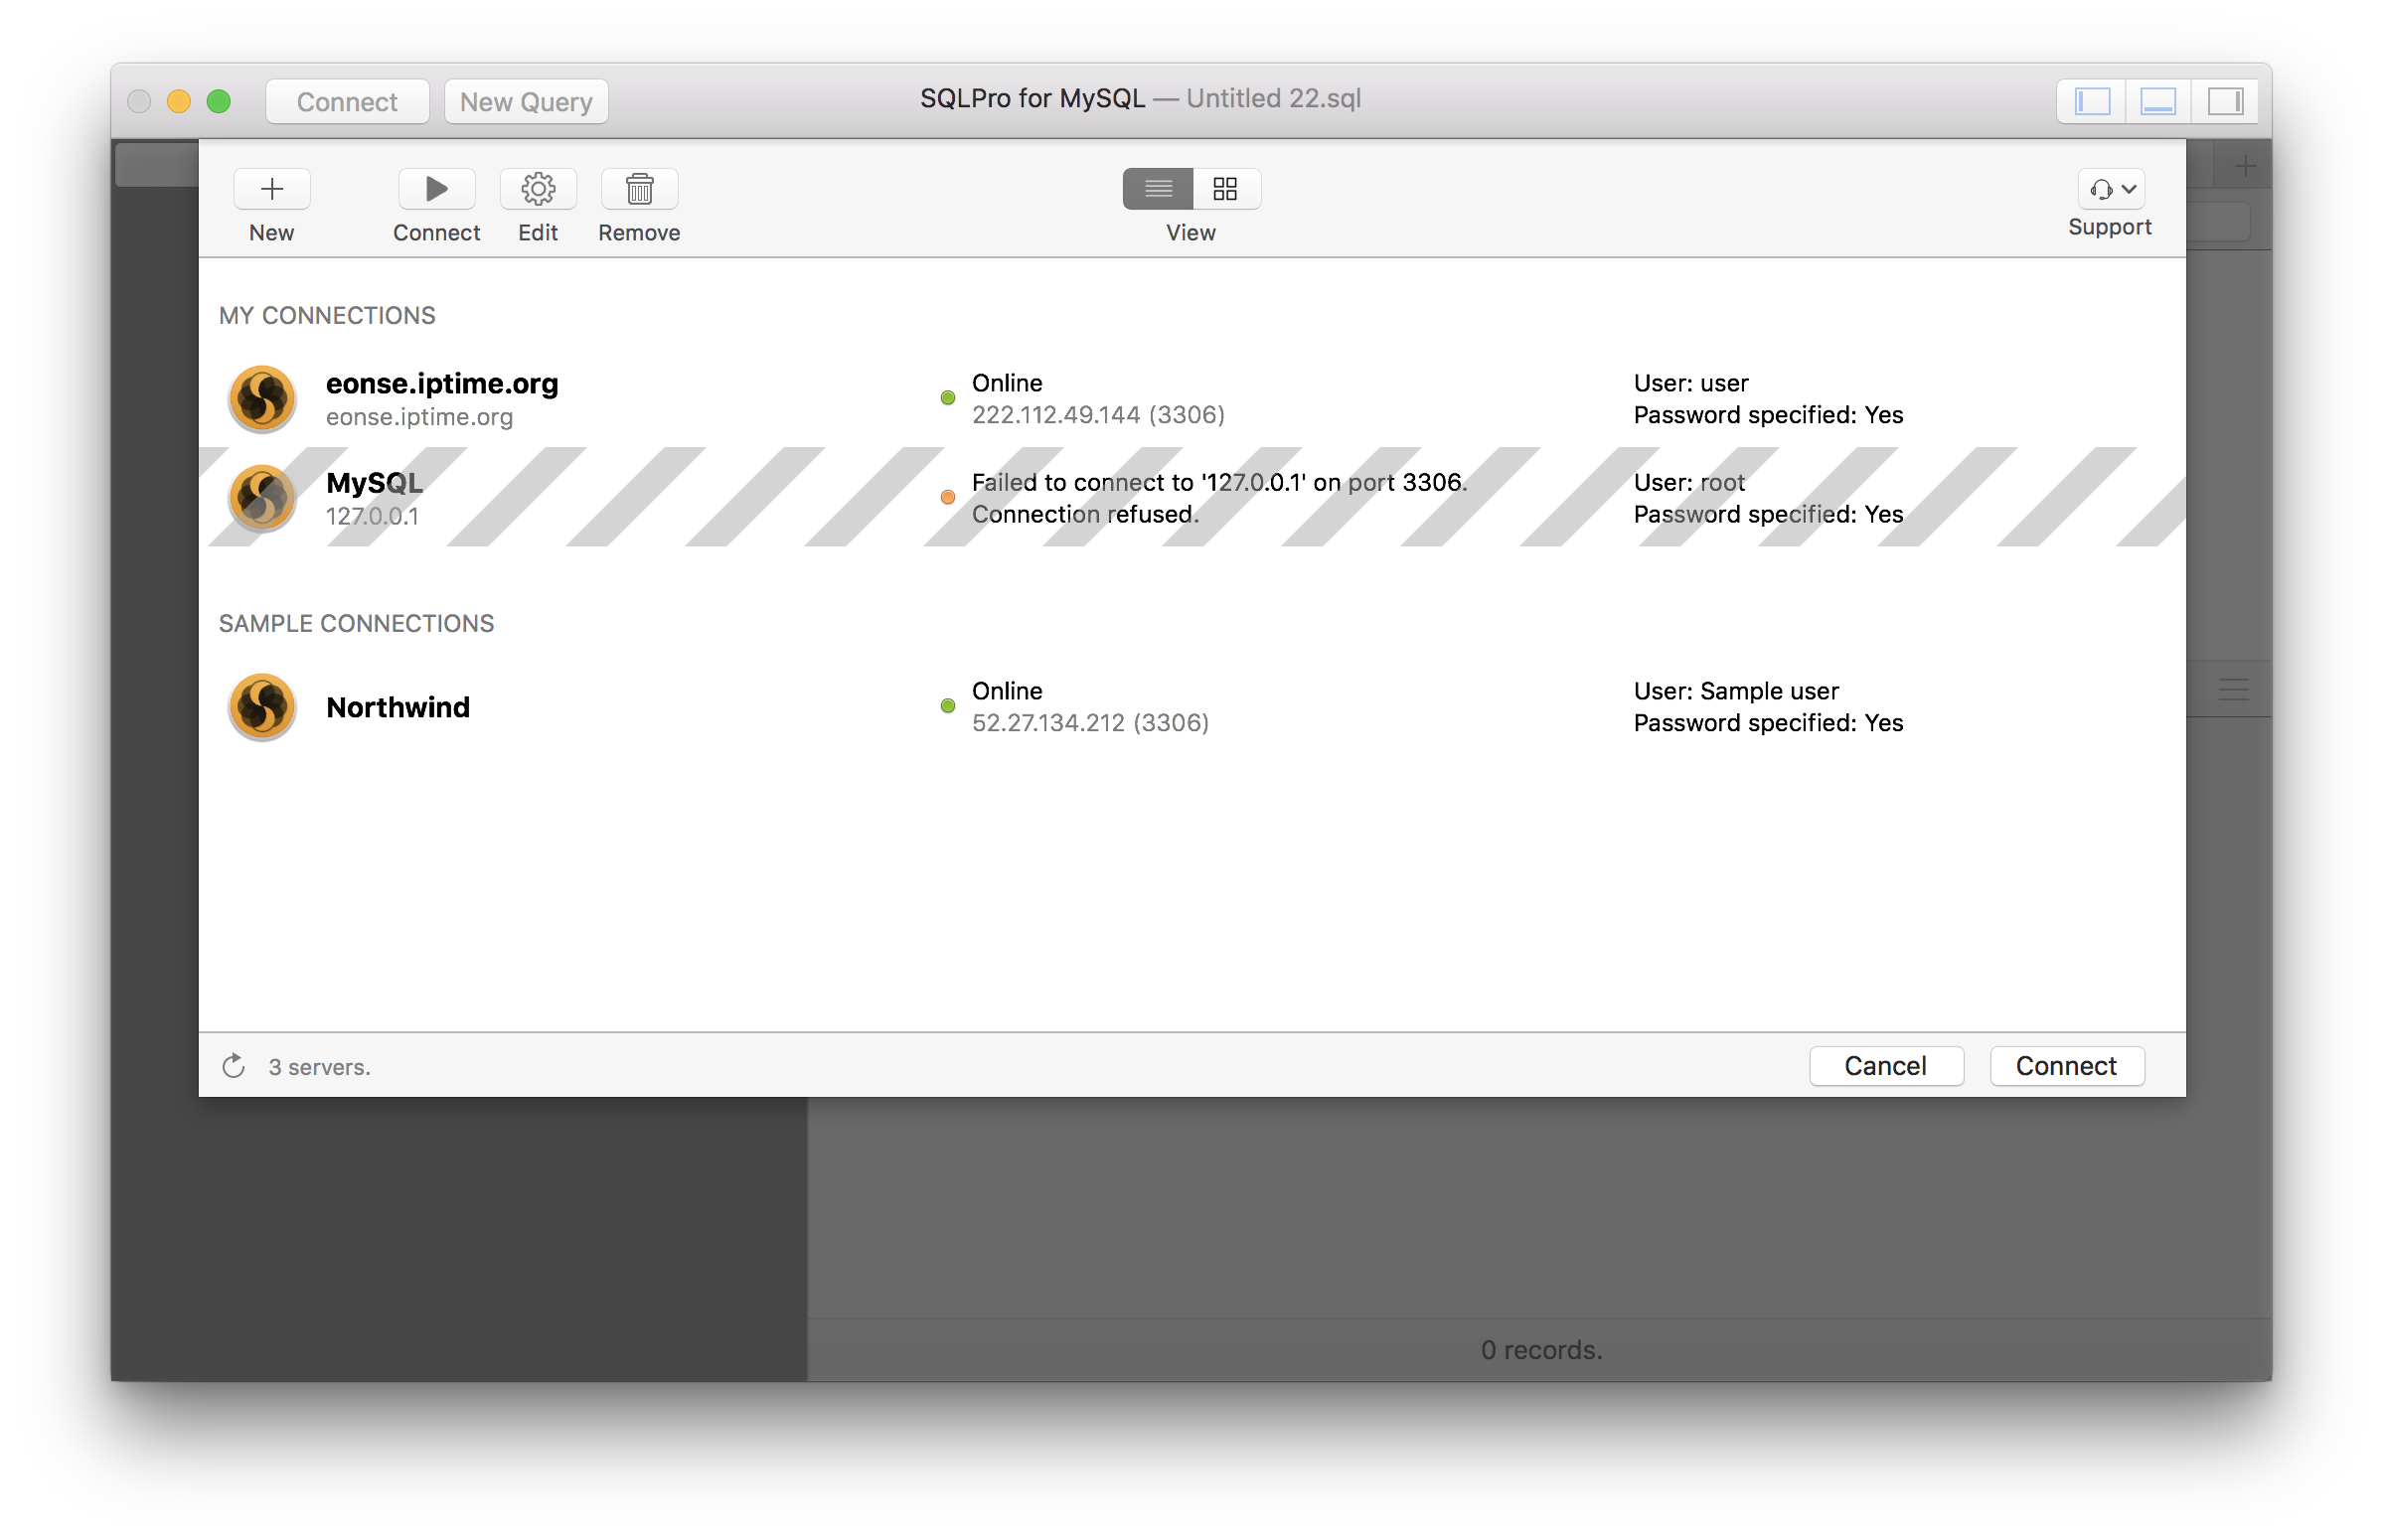 Connect
New Query
SQLPro for MySQL — Untitled 22.sql
New
Connect
Edit
Remove
View
Support
MY CONNECTIONS
eonse.iptime.org
eonse.iptime.org
Online
222.112.49.144 (3306)
User: user
Password specified: Yes
MySQL
127.0.0.1
Failed to connect to '127.0.0.1' on port 3306.
Connection refused.
User: root
Password specified: Yes
SAMPLE CONNECTIONS
Northwind
Online
52.27.134.212 (3306)
User: Sample user
Password specified: Yes
3 servers.
Cancel
Connect
0 records.